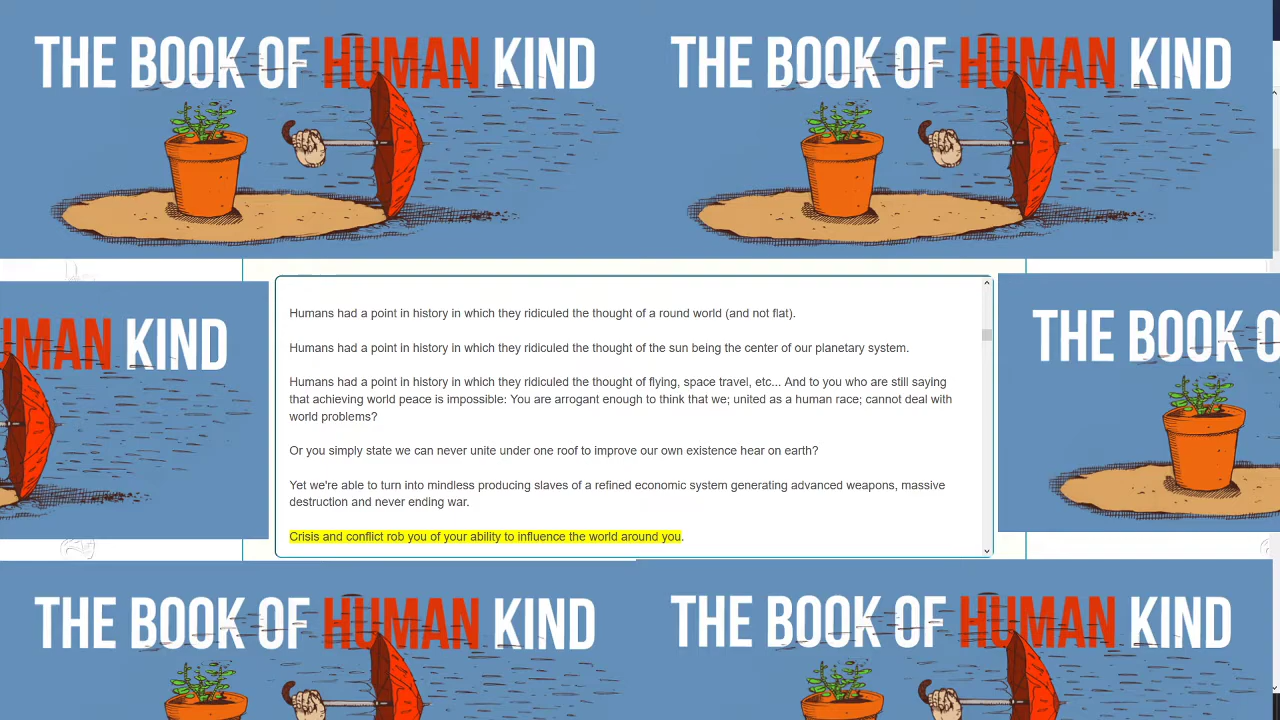 THE BOOK OF HUMAN KIND
THE BOOK OF HUMAN KIND
HUMAN KIND
THE BOOK O
Humans had a point in history in which they ridiculed the thought of a round world (and not flat).
Humans had a point in history in which they ridiculed the thought of the sun being the center of our planetary system.
Humans had a point in history in which they ridiculed the thought of flying, space travel, etc... And to you who are still saying
that achieving world peace is impossible: You are arrogant enough to think that we; united as a human race; cannot deal with
world problems?
Or you simply state we can never unite under one roof to improve our own existence hear on earth?
Yet we're able to turn into mindless producing slaves of a refined economic system generating advanced weapons, massive
destruction and never ending war.
Crisis and conflict rob you of your ability to influence the world around you.
THE BOOK OF HUMAN KIND
THE BOOK OF HUMAN KIND